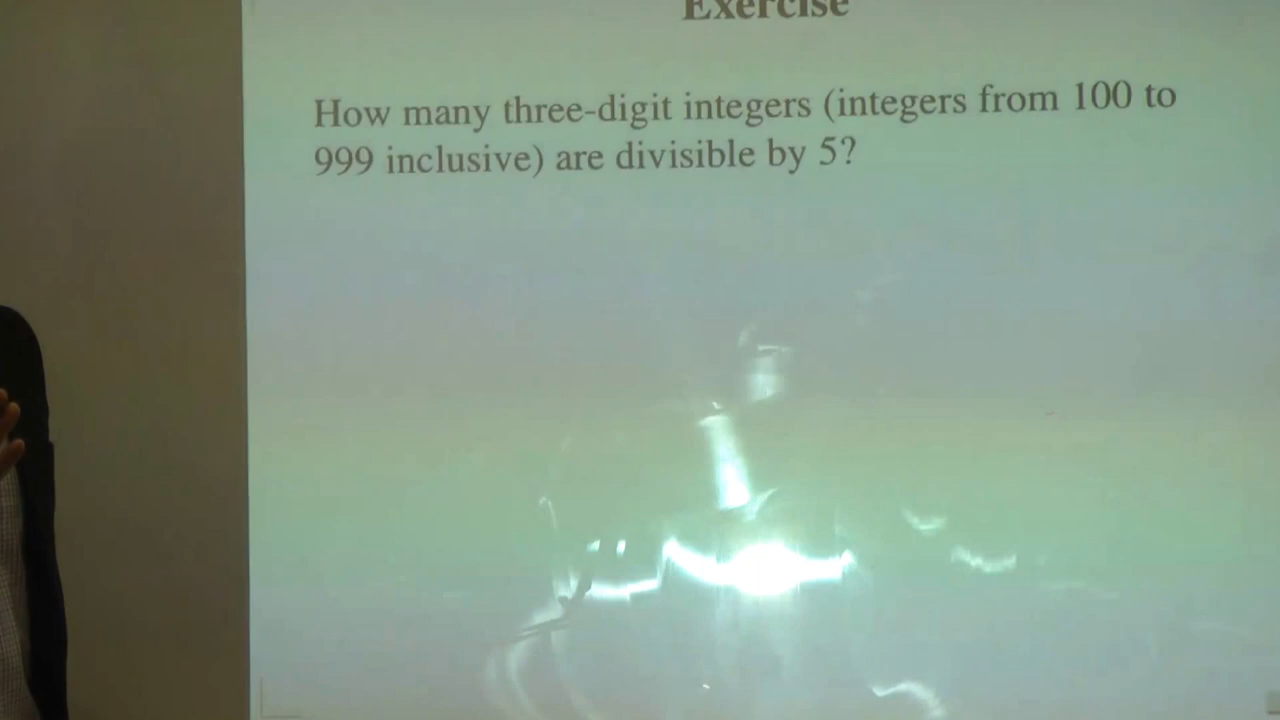 Exercise
How many three-digit integers (integers from 100 to
999 inclusive) are divisible by 5?